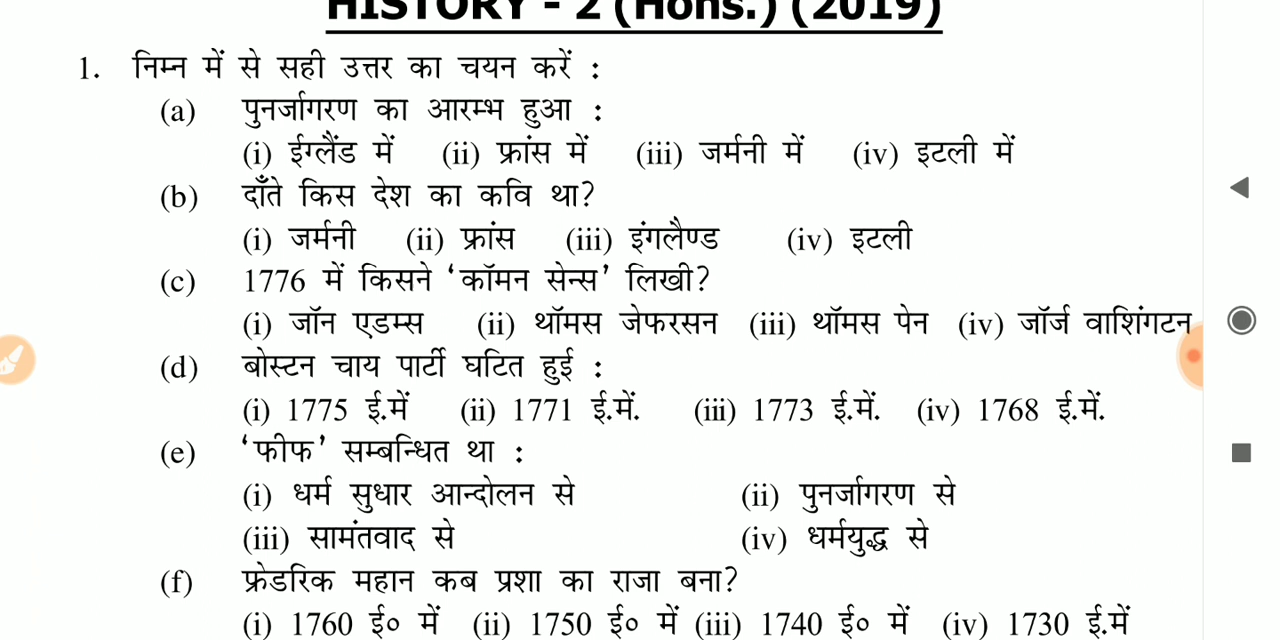 HISTORY - 2 (Hons.) (2019)
1. निम्न में से सही उत्तर का चयन करें :
(a) पुनर्जागरण का आरम्भ हुआ :
(i) ईग्लैंड में (ii) फ्रांस में (iii) जर्मनी में (iv) इटली में
(b) दाँते किस देश का कवि था?
(i) जर्मनी (ii) फ्रांस (iii) इंगलैण्ड (iv) इटली
(c) 1776 में किसने ‘कॉमन सेन्स’ लिखी?
(i) जॉन एडम्स (ii) थॉमस जेफरसन (iii) थॉमस पेन (iv) जॉर्ज वाशिंगटन
(d) बोस्टन चाय पार्टी घटित हुई :
(i) 1775 ई.में (ii) 1771 ई.में. (iii) 1773 ई.में. (iv) 1768 ई.में.
(e) ‘फीफ’ सम्बन्धित था :
(i) धर्म सुधार आन्दोलन से (ii) पुनर्जागरण से
(iii) सामंतवाद से (iv) धर्मयुद्ध से
(f) फ्रेडरिक महान कब प्रशा का राजा बना?
(i) 1760 ई० में (ii) 1750 ई० में (iii) 1740 ई० में (iv) 1730 ई.में